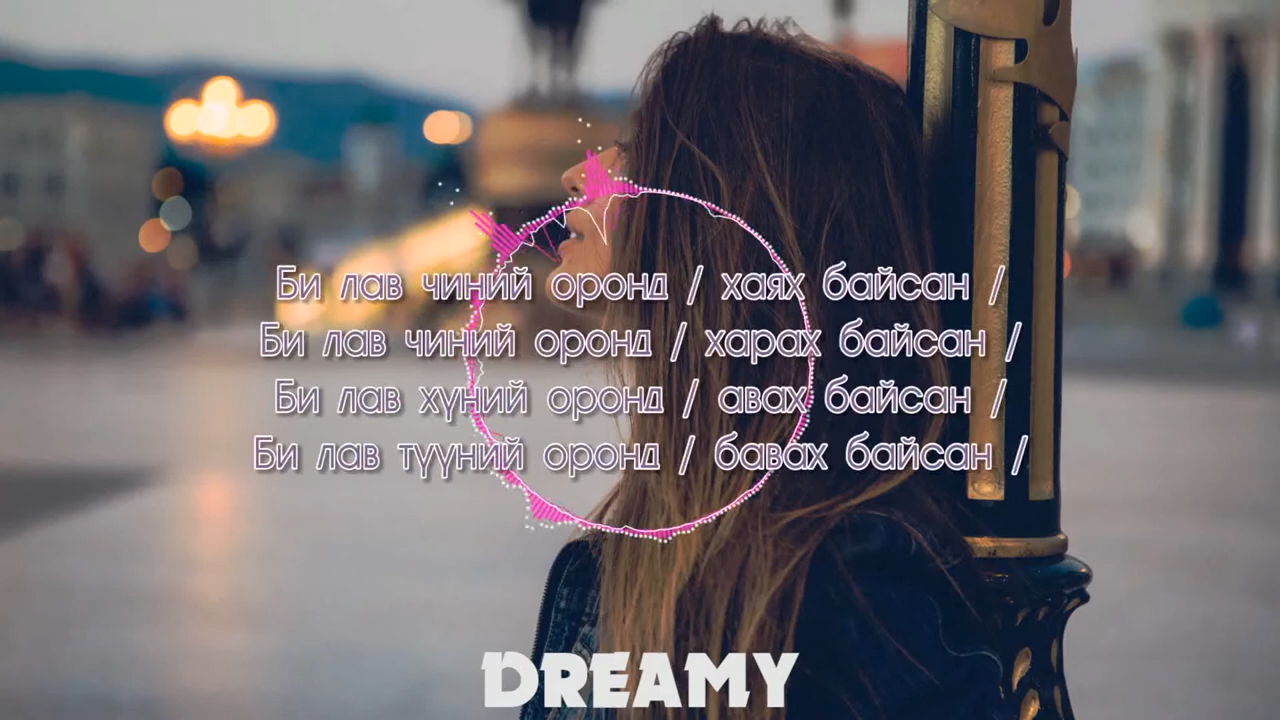 Би лав чиний оронд / хаях байсан /
Би лав чиний оронд / харах байсан /
Би лав хүний оронд / авах байсан /
Би лав түүний оронд / бавах байсан /
DREAMY